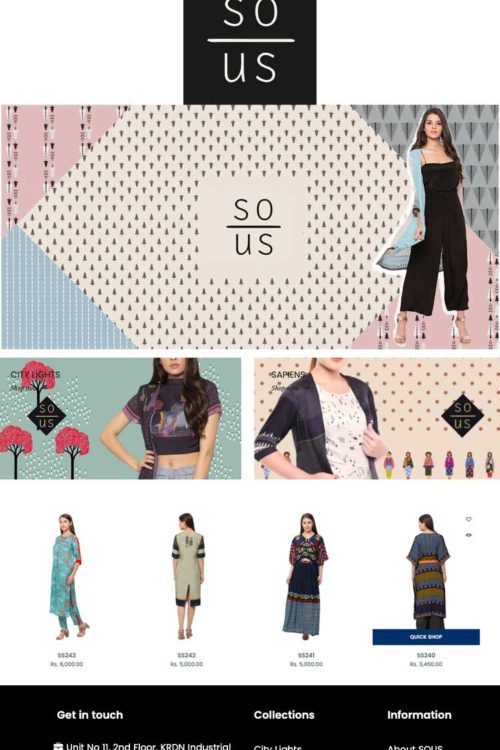 SO
US
SO
US
CITY LIGHTS
SAPIENS
SO
US
SO
US
QUICK SHOP
SS243
SS242
SS241
SS240
Rs. 6,000.00
Rs. 5,000.00
Rs. 5,000.00
Rs. 3,450.00
Get in touch
Collections
Information
Unit No 11, 2nd Floor, KRDN Industrial
City Lights
About SOUS